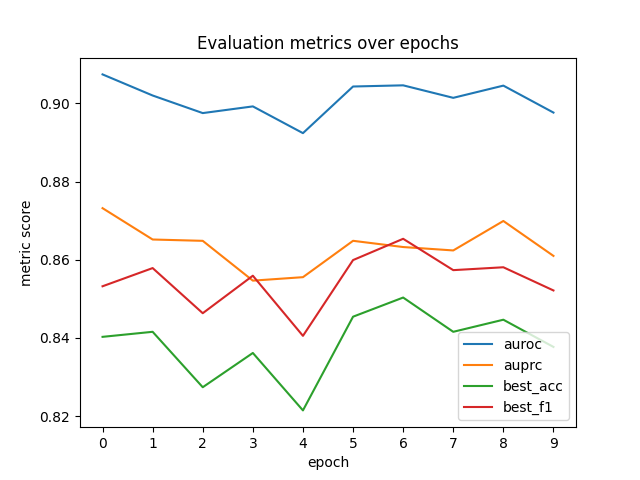 Evaluation metrics over epochs
metric score
0.90
0.88
0.86
0.84
0.82
0 1 2 3 4 5 6 7 8 9
epoch
auroc
auprc
best_acc
best_f1